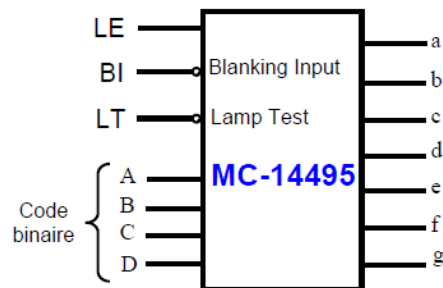 LE
BI
LT
Blanking Input
Lamp Test
MC-14495
Code
binaire
A
B
C
D
a
b
c
d
e
f
g